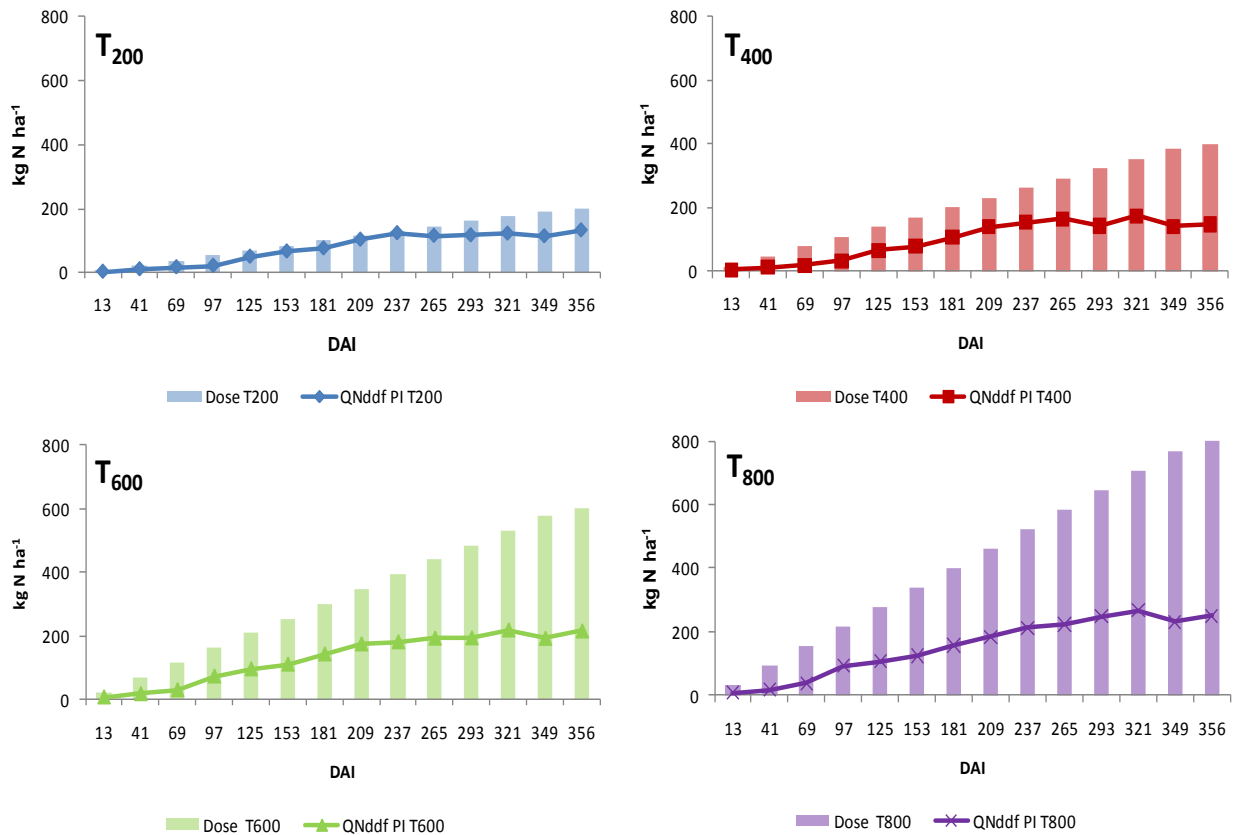 T200
kg N ha-1
800
600
400
200
0
13 41 69 97 125 153 181 209 237 265 293 321 349 356
DAI
Dose T200 QNddf PI T200
T400
kg N ha-1
800
600
400
200
0
13 41 69 97 125 153 181 209 237 265 293 321 349 356
DAI
Dose T400 QNddf PI T400
T600
kg N ha-1
800
600
400
200
0
13 41 69 97 125 153 181 209 237 265 293 321 349 356
DAI
Dose T600 QNddf PI T600
T800
kg N ha-1
800
600
400
200
0
13 41 69 97 125 153 181 209 237 265 293 321 349 356
DAI
Dose T800 QNddf PI T800